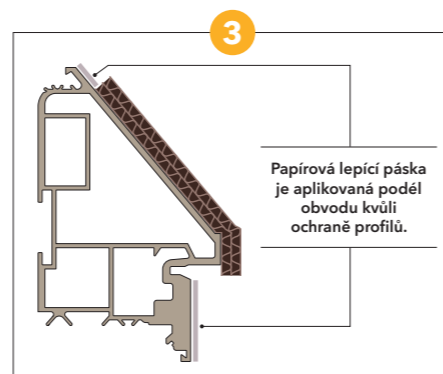 3
Papírová lepící páska
je aplikovaná podél
obvodu kvůli
ochraně profilů.